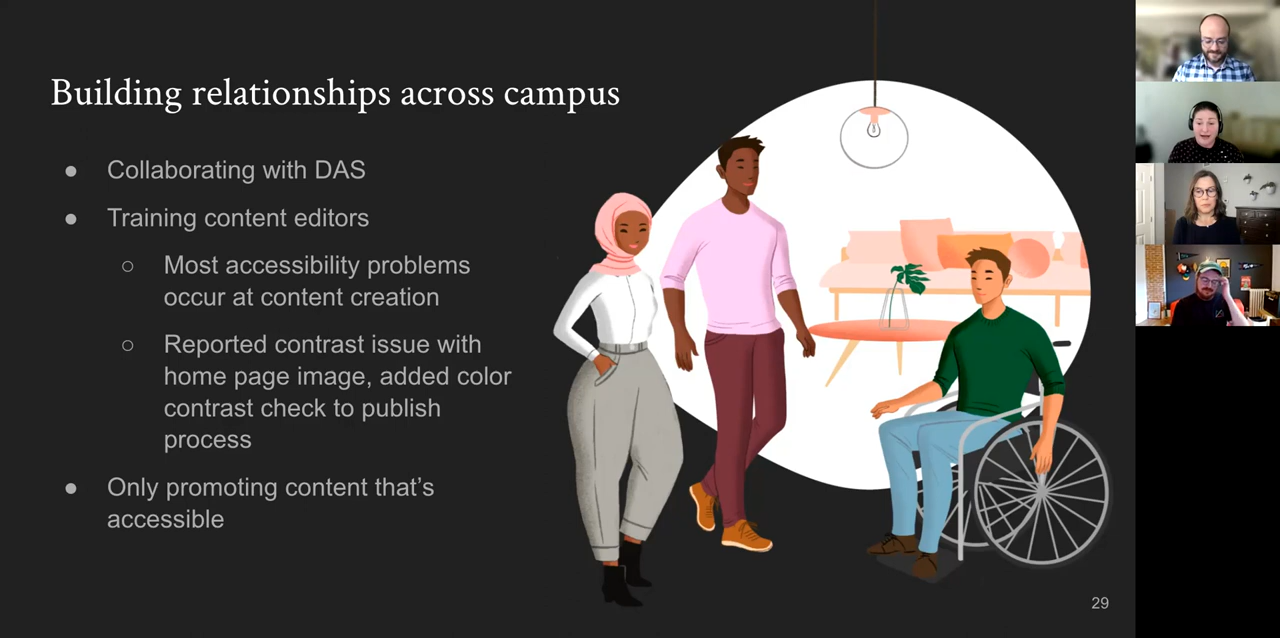 Building relationships across campus
● Collaborating with DAS
● Training content editors
○ Most accessibility problems
occur at content creation
○ Reported contrast issue with
home page image, added color
contrast check to publish
process
● Only promoting content that’s
accessible
29